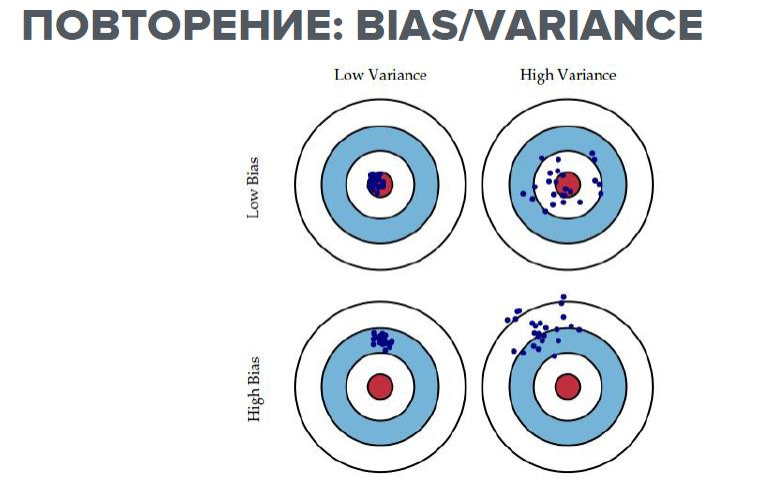 ПОВТОРЕНИЕ: BIAS/VARIANCE
Low Variance
High Variance
Low Bias
High Bias